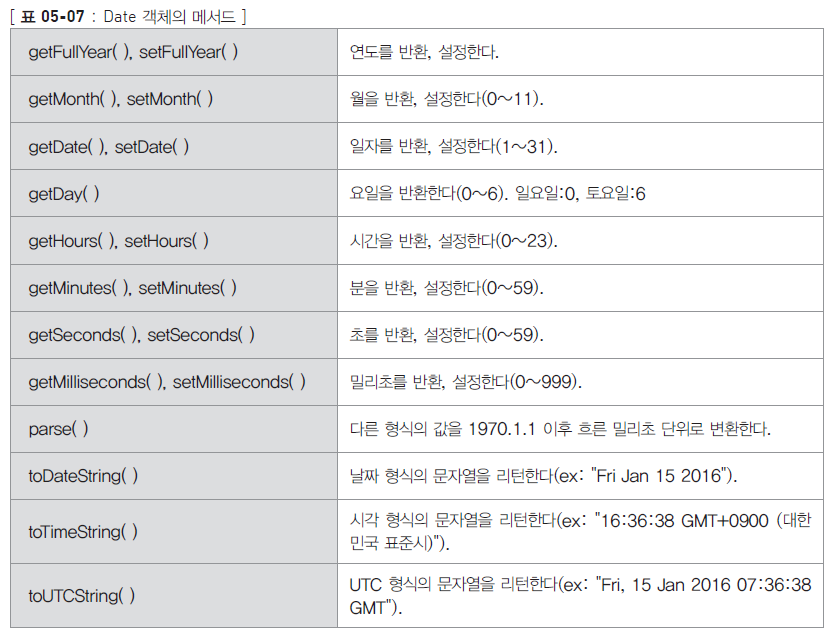 [ 표 05-07 : Date 객체의 메서드 ]
getFullYear( ), setFullYear( ) 연도를 반환, 설정한다.
getMonth( ), setMonth( ) 월을 반환, 설정한다(0~11).
getDate( ), setDate( ) 일자를 반환, 설정한다(1~31).
getDay( ) 요일을 반환한다(0~6). 일요일:0, 토요일:6
getHours( ), setHours( ) 시간을 반환, 설정한다(0~23).
getMinutes( ), setMinutes( ) 분을 반환, 설정한다(0~59).
getSeconds( ), setSeconds( ) 초를 반환, 설정한다(0~59).
getMilliseconds( ), setMilliseconds( ) 밀리초를 반환, 설정한다(0~999).
parse( ) 다른 형식의 값을 1970.1.1 이후 흐른 밀리초 단위로 변환한다.
toDateString( ) 날짜 형식의 문자열을 리턴한다(ex: "Fri Jan 15 2016").
toTimeString( ) 시각 형식의 문자열을 리턴한다(ex: "16:36:38 GMT+0900 (대한
민국 표준시)").
toUTCString( ) UTC 형식의 문자열을 리턴한다(ex: "Fri, 15 Jan 2016 07:36:38
GMT").